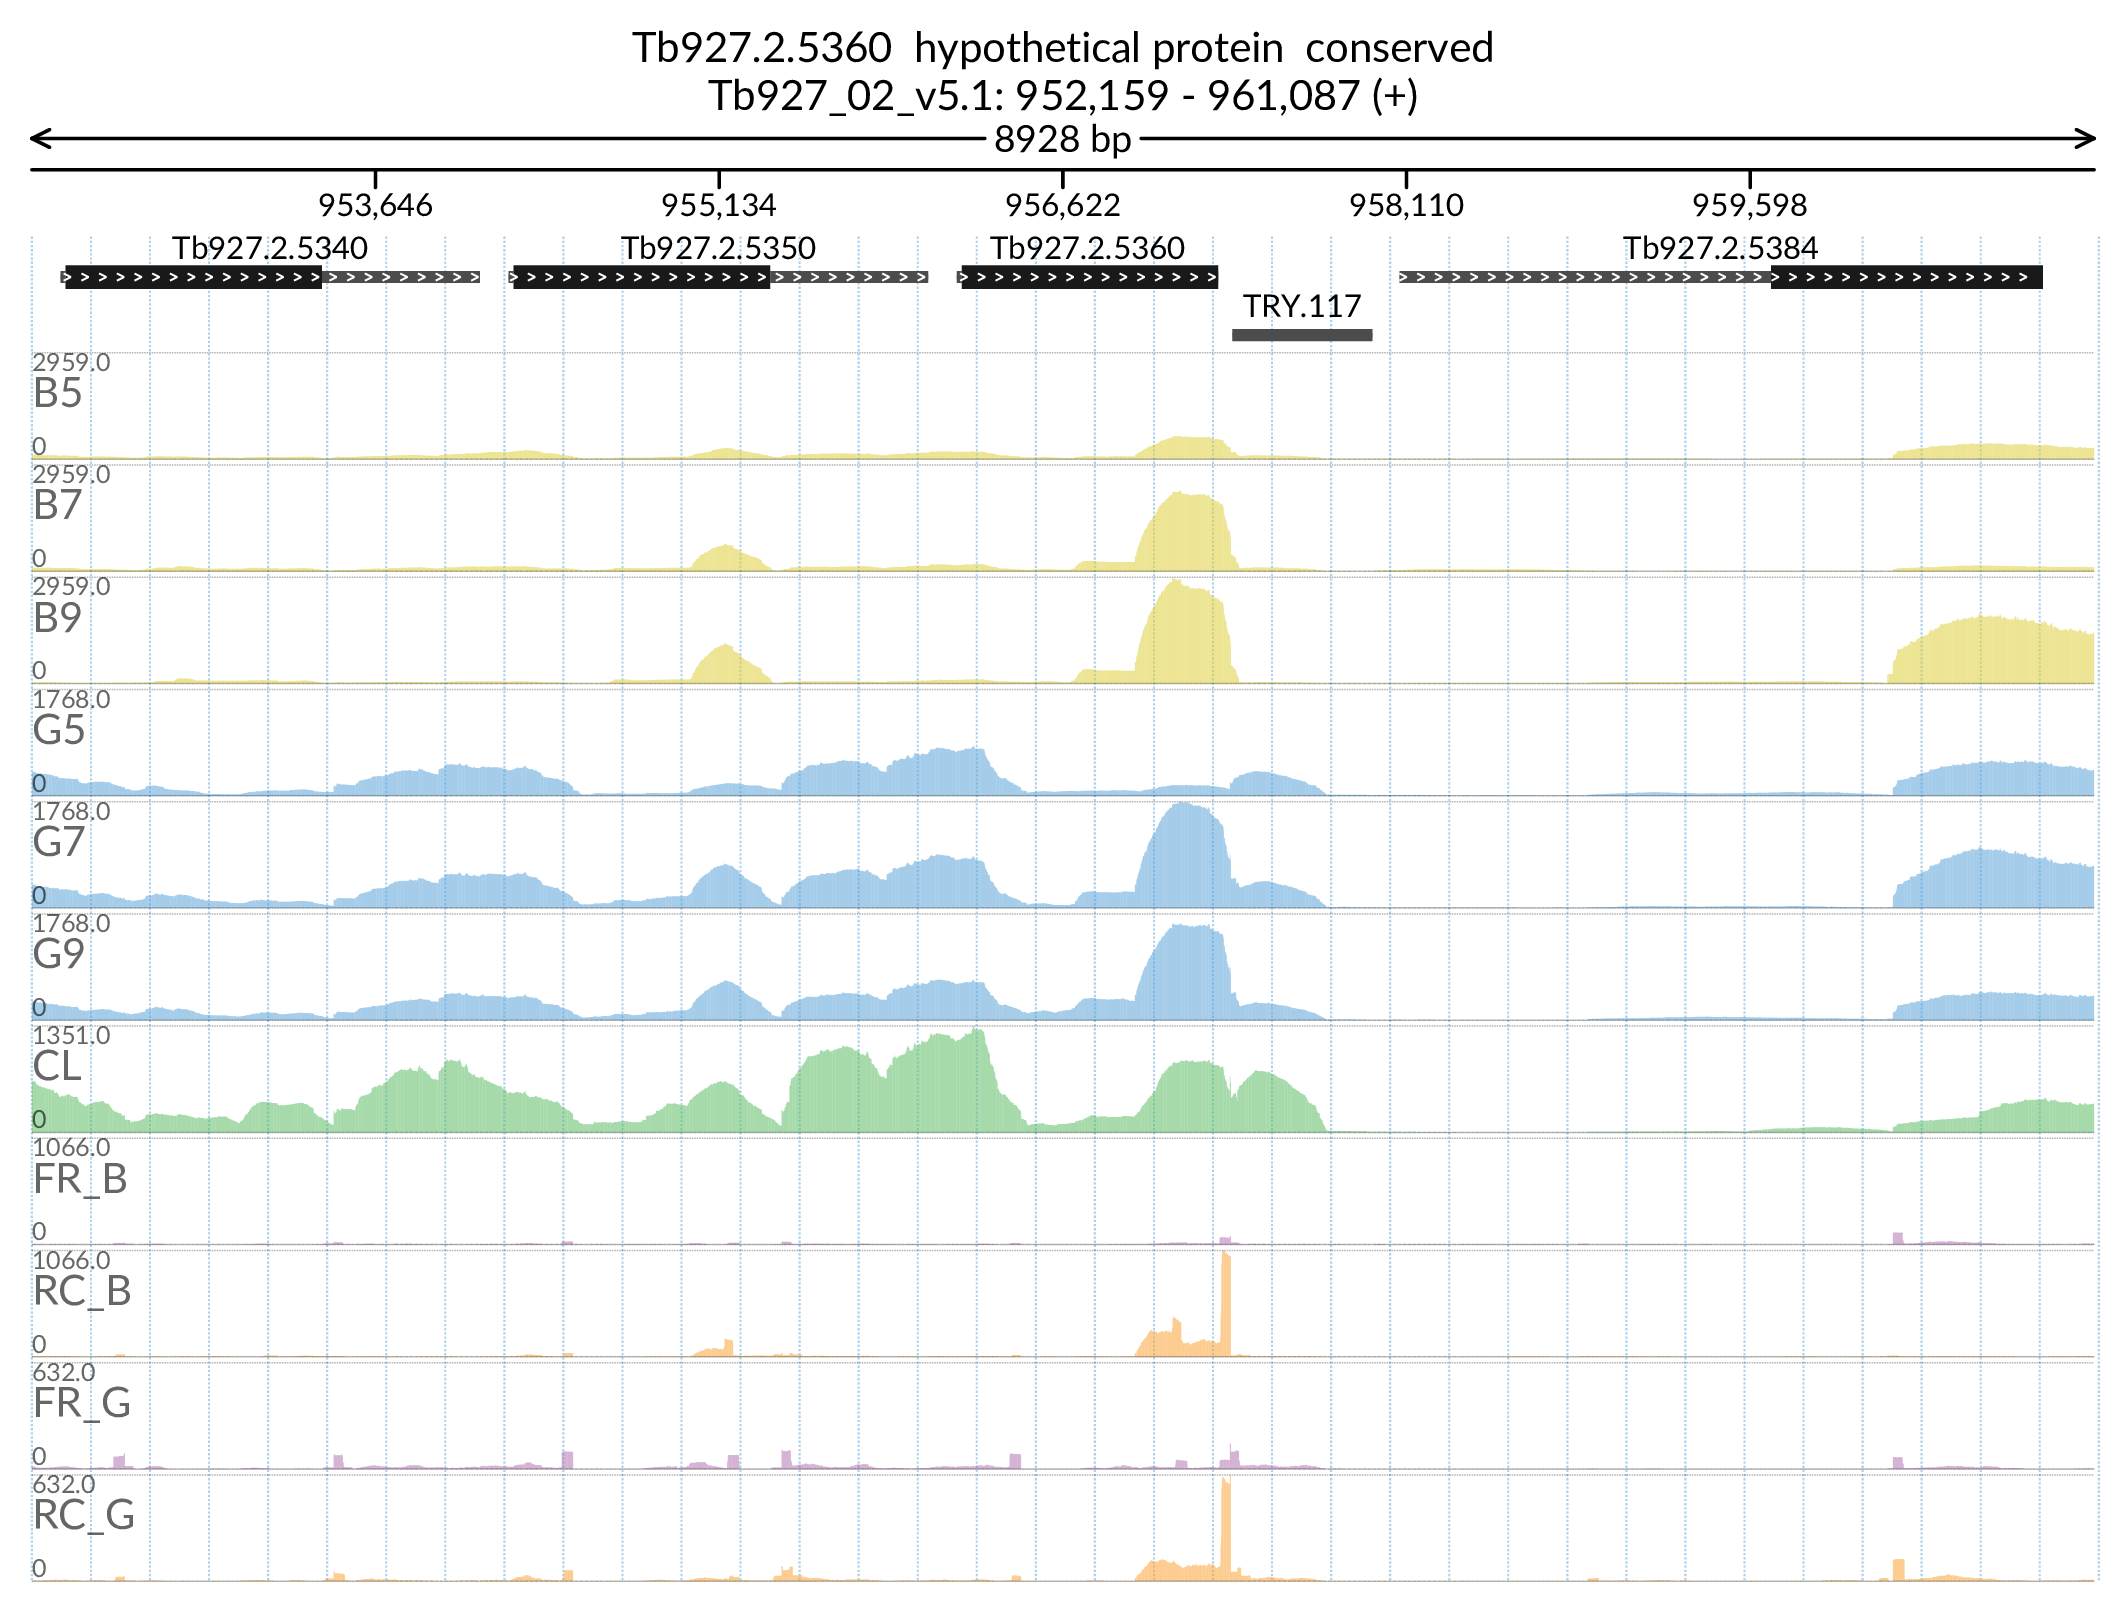 Tb927.2.5360  hypothetical protein  conserved
Tb927_02_v5.1: 952,159 - 961,087 (+)
8928 bp
953,646 955,134 956,622 958,110 959,598
Tb927.2.5340 Tb927.2.5350 Tb927.2.5360 Tb927.2.5384
TRY.117
2959.0
B5
0
2959.0
B7
0
2959.0
B9
0
1768.0
G5
0
1768.0
G7
0
1768.0
G9
0
1351.0
CL
0
1066.0
FR_B
0
1066.0
RC_B
0
632.0
FR_G
0
632.0
RC_G
0